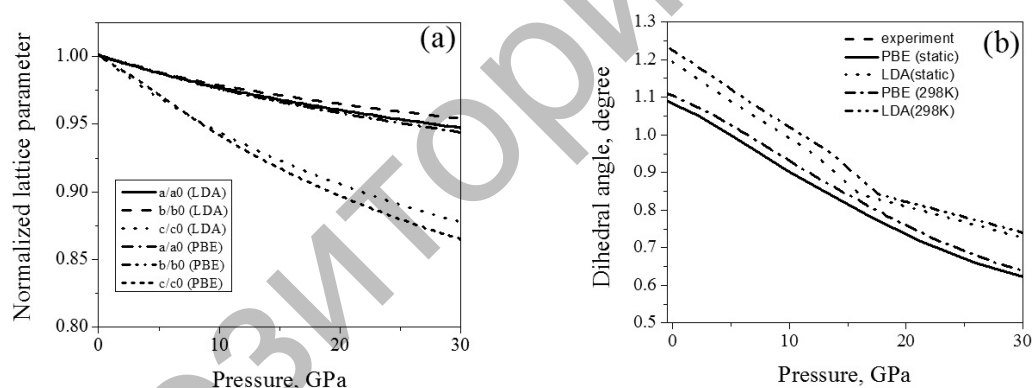 (a)
Normalized lattice parameter
1.00
0.95
0.90
0.85
0.80
a/a0 (LDA)
b/b0 (LDA)
c/c0 (LDA)
a/a0 (PBE)
b/b0 (PBE)
c/c0 (PBE)
0 10 20 30
Pressure, GPa
(b)
Dihedral angle, degree
1.3
1.2
1.1
1.0
0.9
0.8
0.7
0.6
0.5
experiment
PBE (static)
LDA(static)
PBE (298K)
LDA(298K)
0 10 20 30
Pressure, GPa
зитори